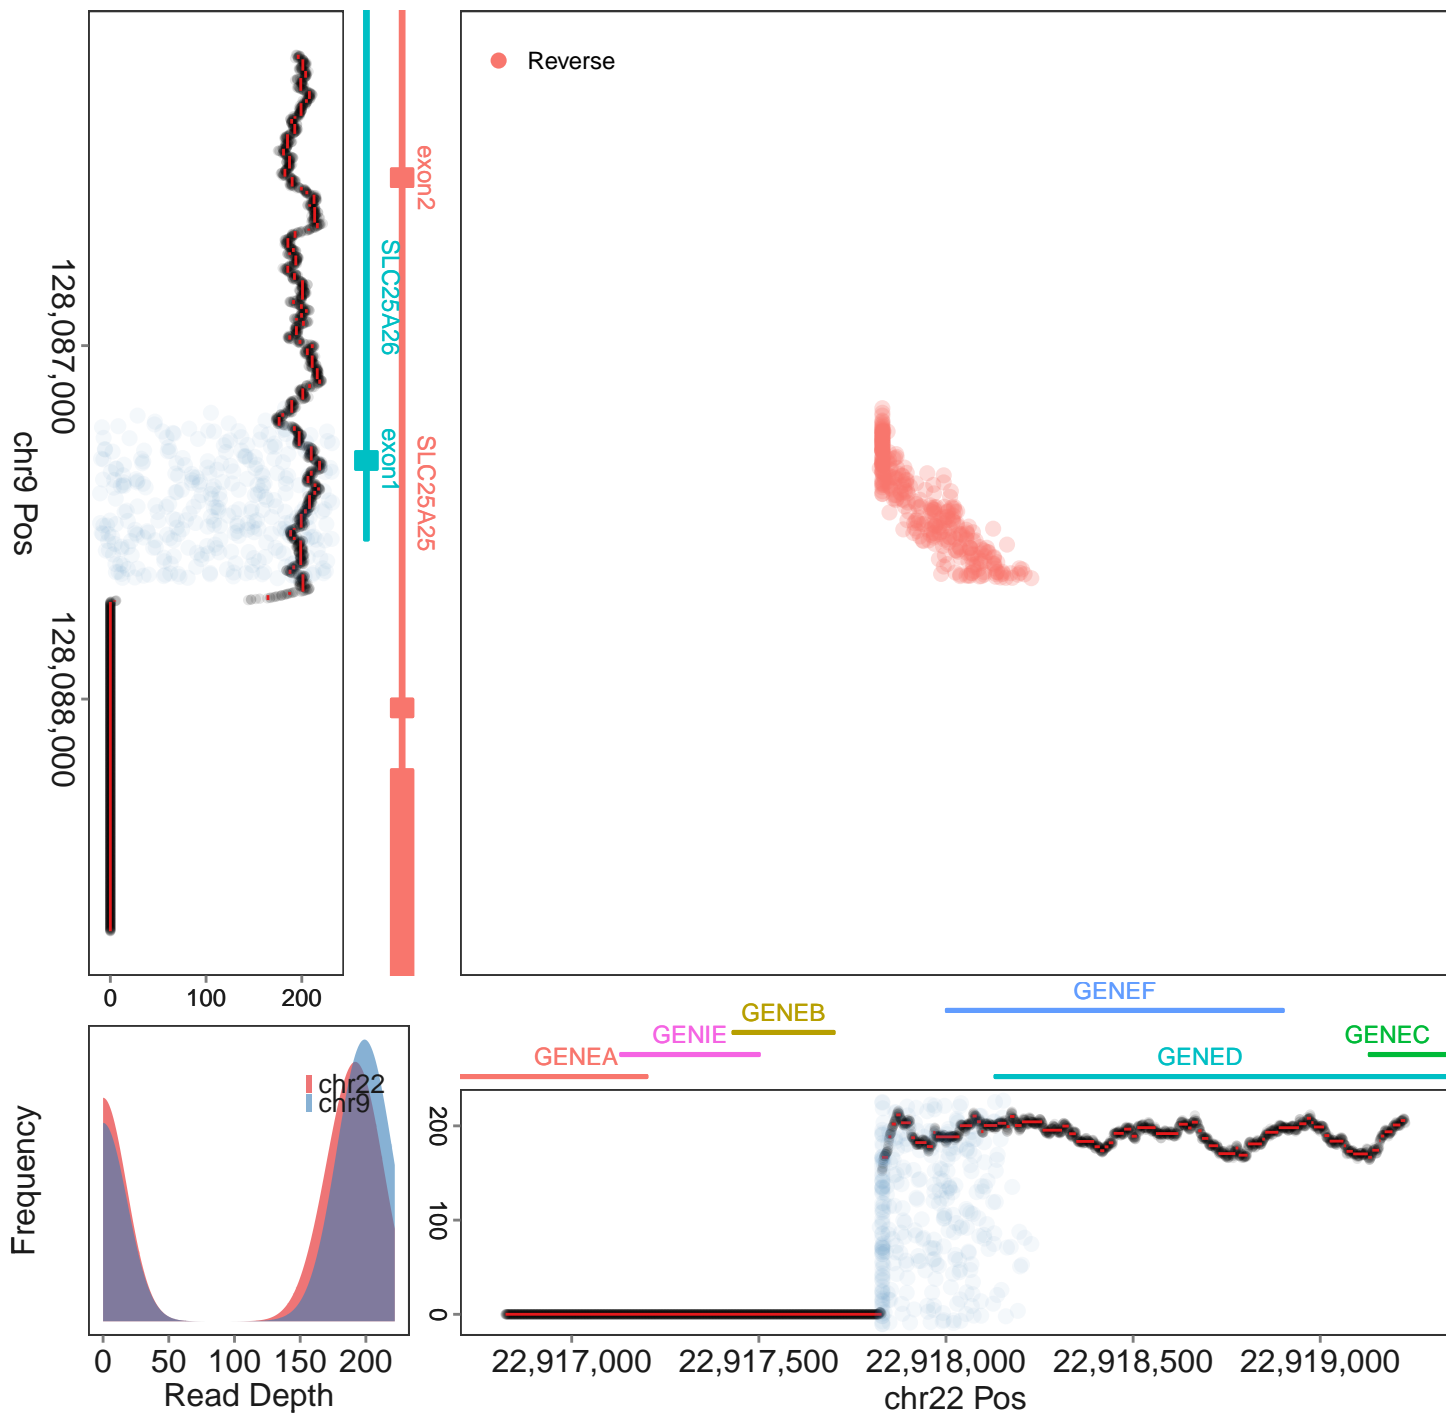 Reverse
exon2
SLC25A26
exon1
SLC25A25
128,087,000
128,088,000
chr9 Pos
0 100 200
GENEF
GENEB
GENIE
GENEC
GENEA
GENED
chr22
chr9
Frequency
0 50 100 150 200
Read Depth
200
100
0
22,917,000 22,917,500 22,918,000 22,918,500 22,919,000
chr22 Pos